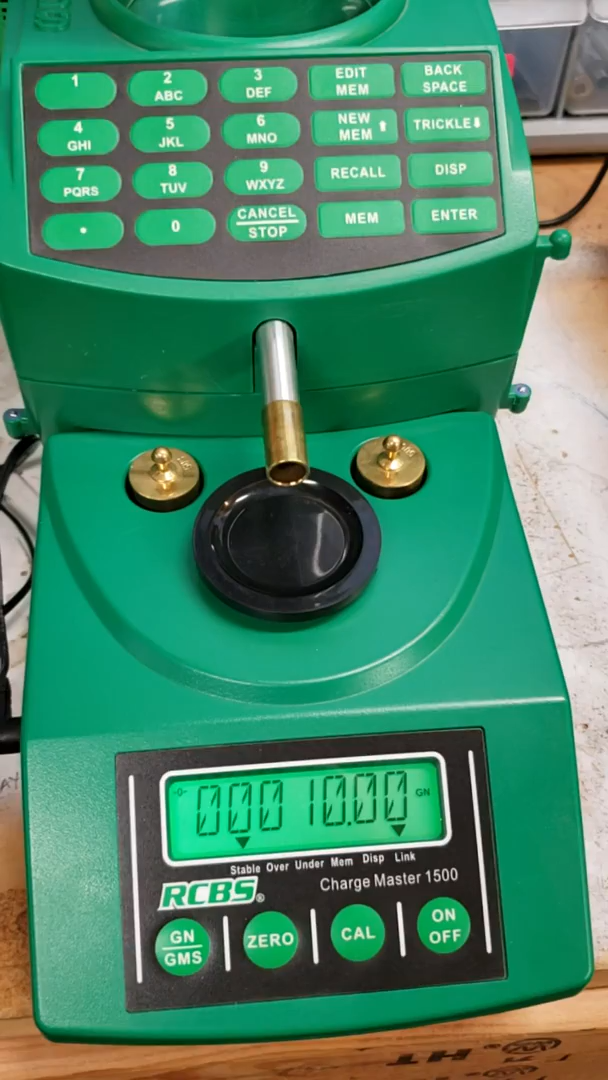 1 2 3 EDIT BACK
ABC DEF MEM SPACE
4 5 6 NEW TRICKLE⬇
GHI JKL MNO MEM⬆
7 8 9 RECALL DISP
PQRS TUV WXYZ
• 0 CANCEL MEM ENTER
STOP
-0- 000 10.00 GN
Stable Over Under Mem Disp Link
RCBS® Charge Master 1500
GN ZERO CAL ON
GMS OFF
HT